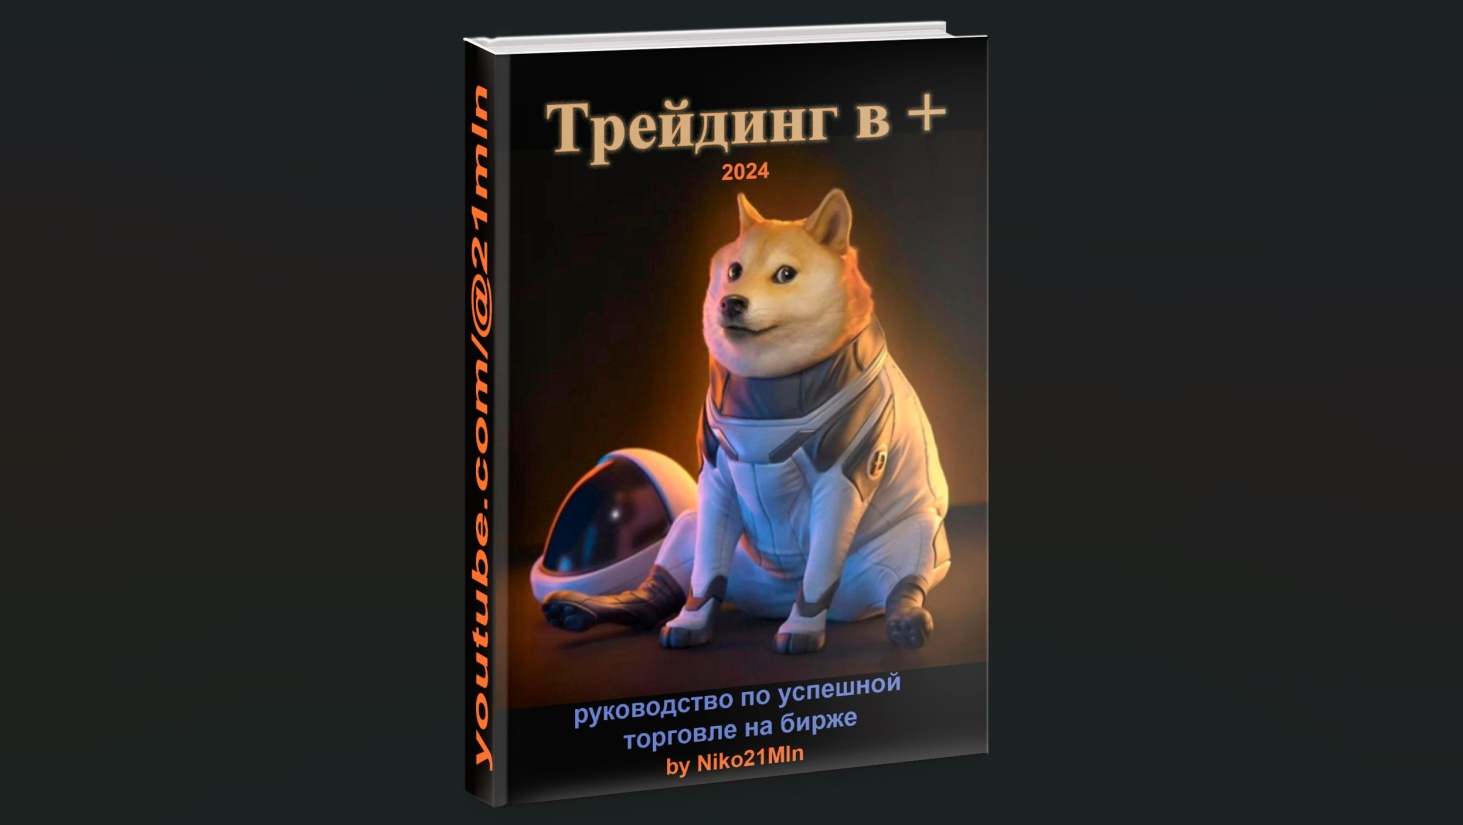 youtube.com/@21mln
Трейдинг в +
2024
руководство по успешной
торговле на бирже
by Niko21Mln